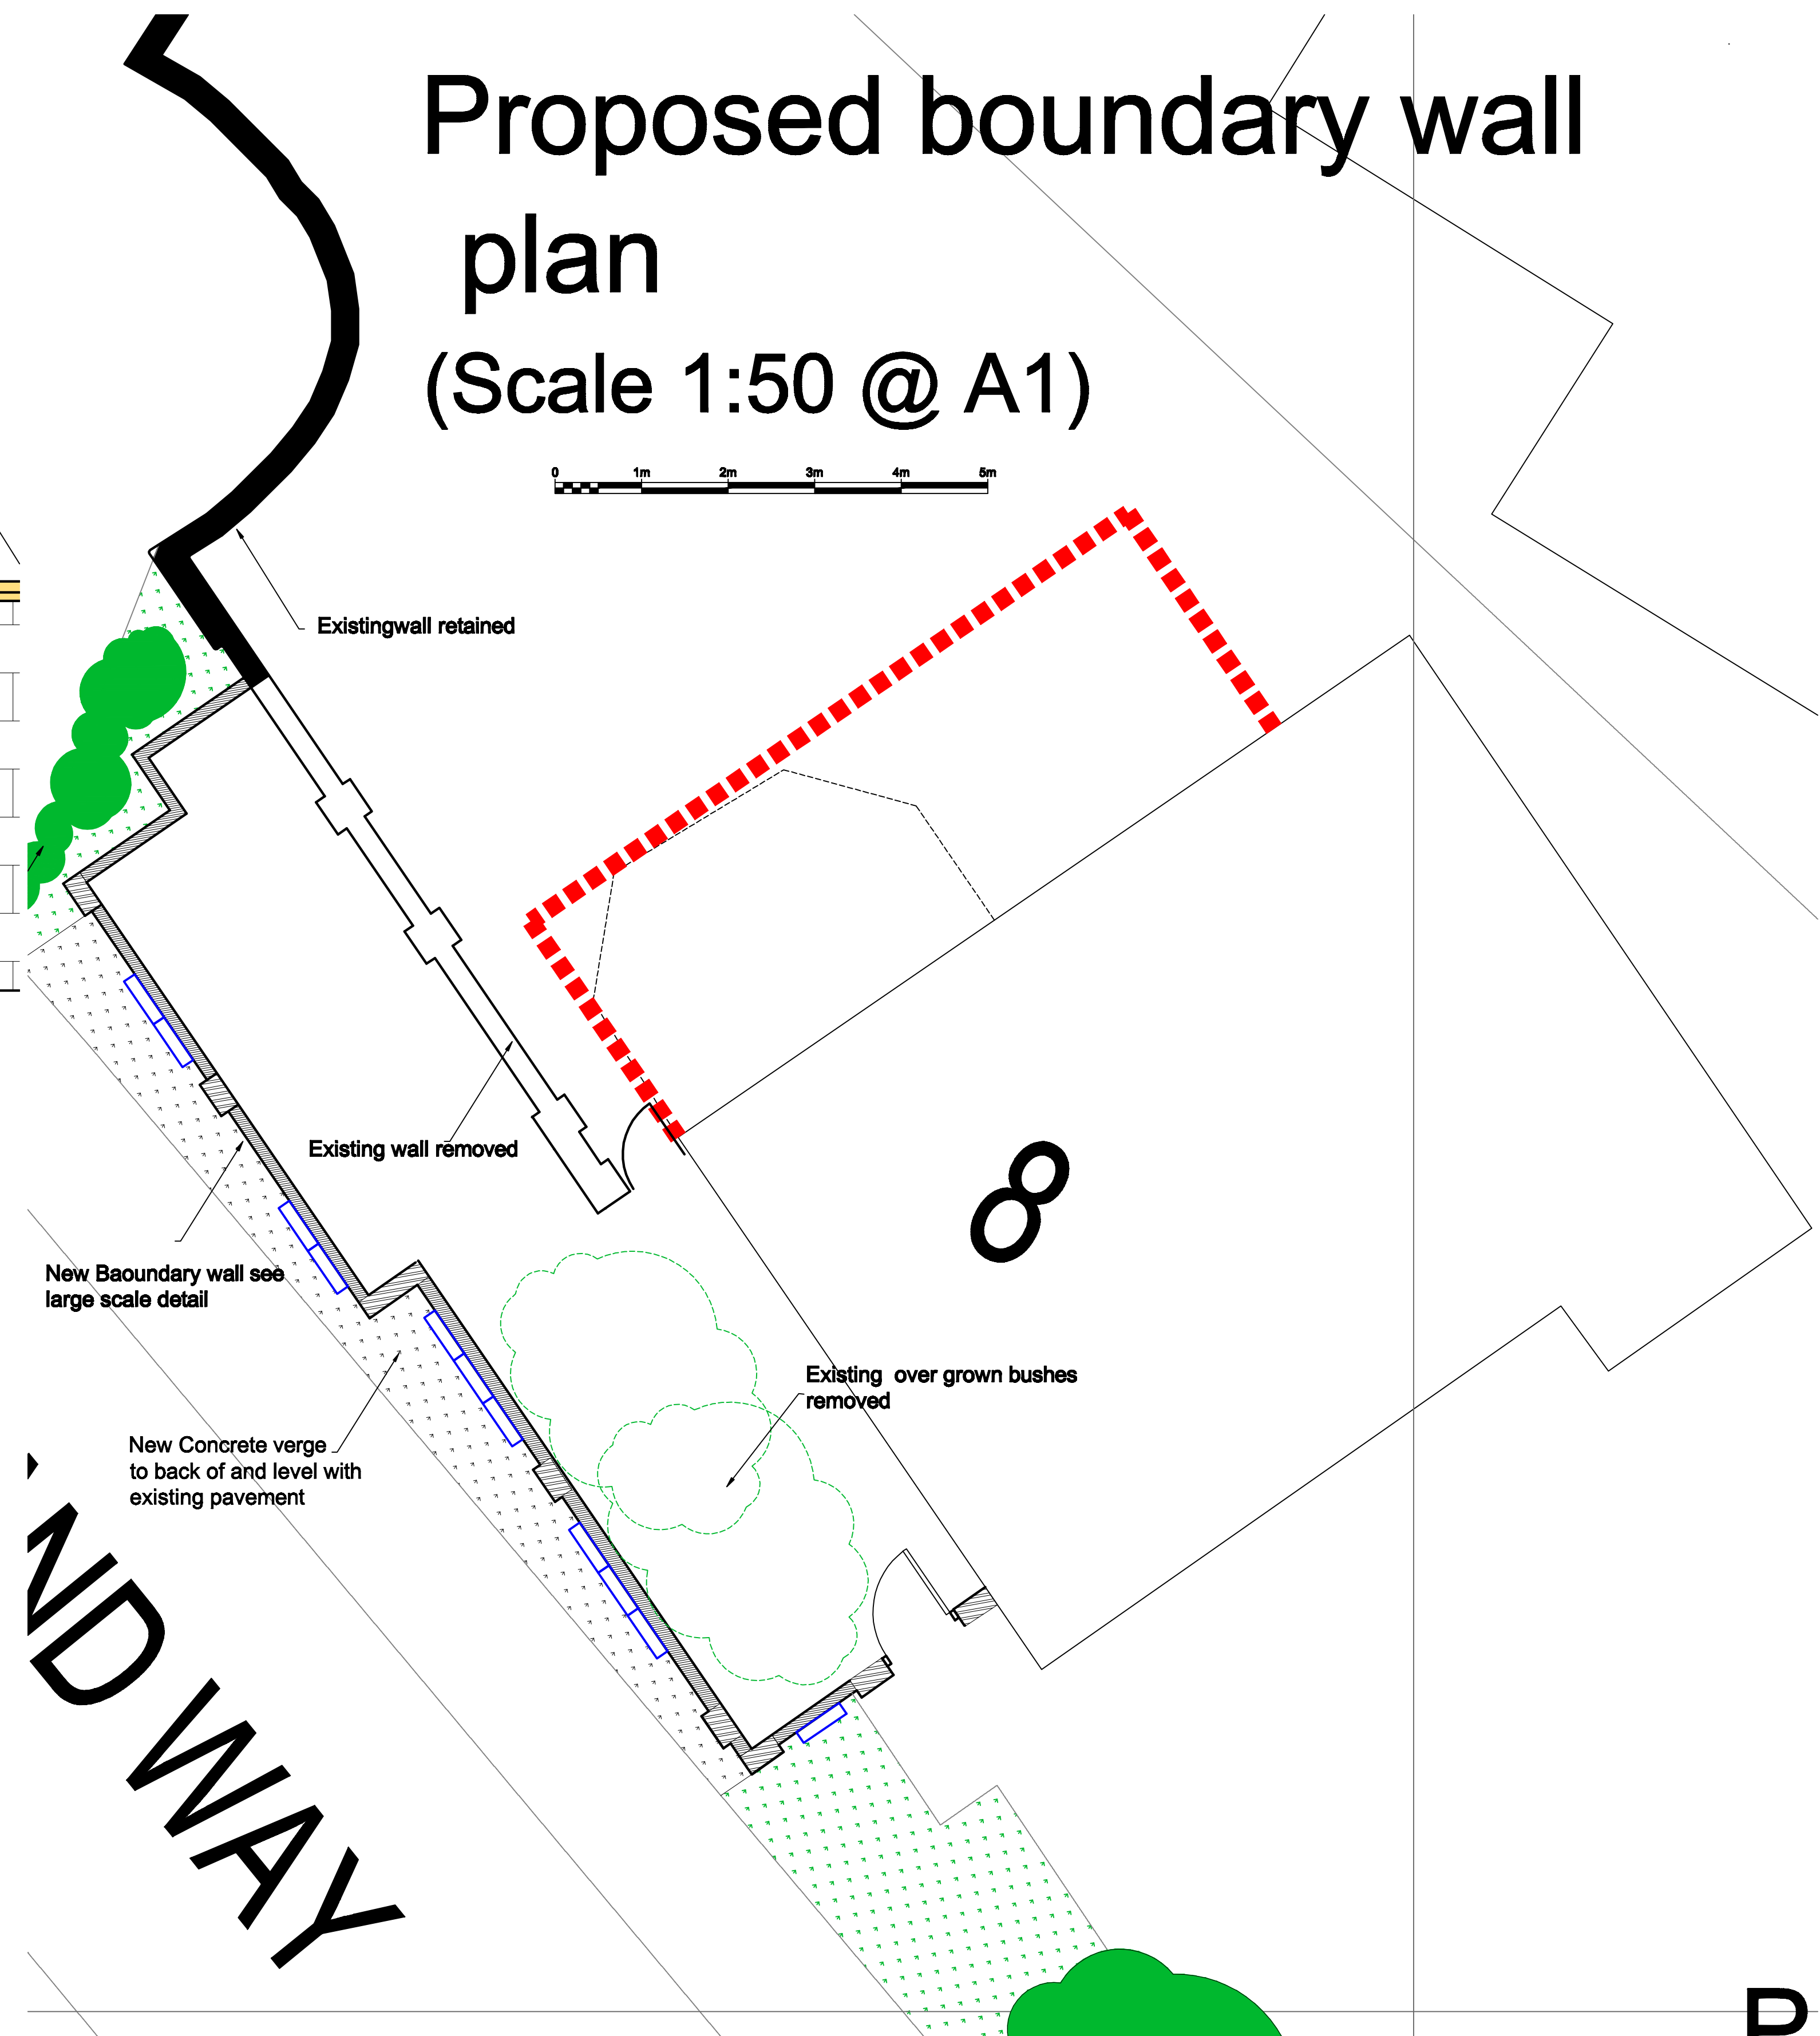 Proposed boundary wall
plan
(Scale 1:50 @ A1)
0 1m 2m 3m 4m 5m
Existingwall retained
Existing wall removed
8
New Baoundary wall see
large scale detail
Existing over grown bushes
removed
New Concrete verge
to back of and level with
existing pavement
ND WAY